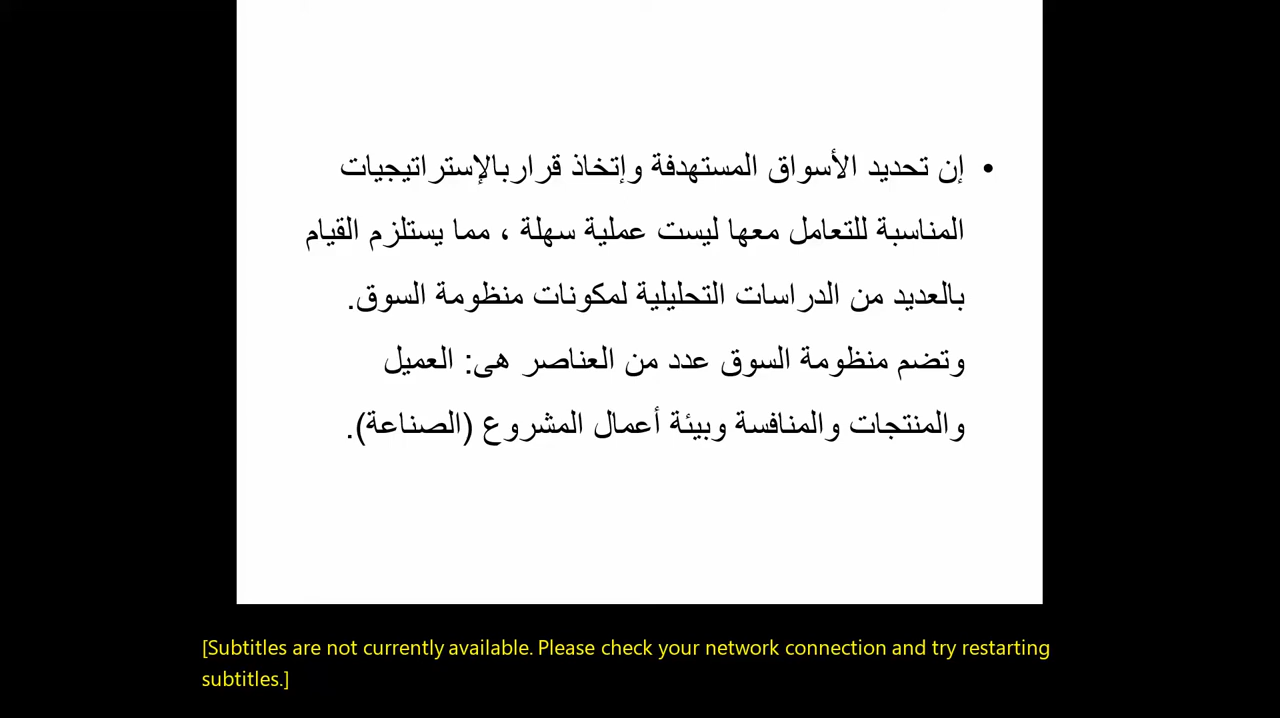 • إن تحديد الأسواق المستهدفة وإتخاذ قراربالإستراتيجيات
المناسبة للتعامل معها ليست عملية سهلة ، مما يستلزم القيام
بالعديد من الدراسات التحليلية لمكونات منظومة السوق.
وتضم منظومة السوق عدد من العناصر هى: العميل
والمنتجات والمنافسة وبيئة أعمال المشروع (الصناعة).
[Subtitles are not currently available. Please check your network connection and try restarting
subtitles.]